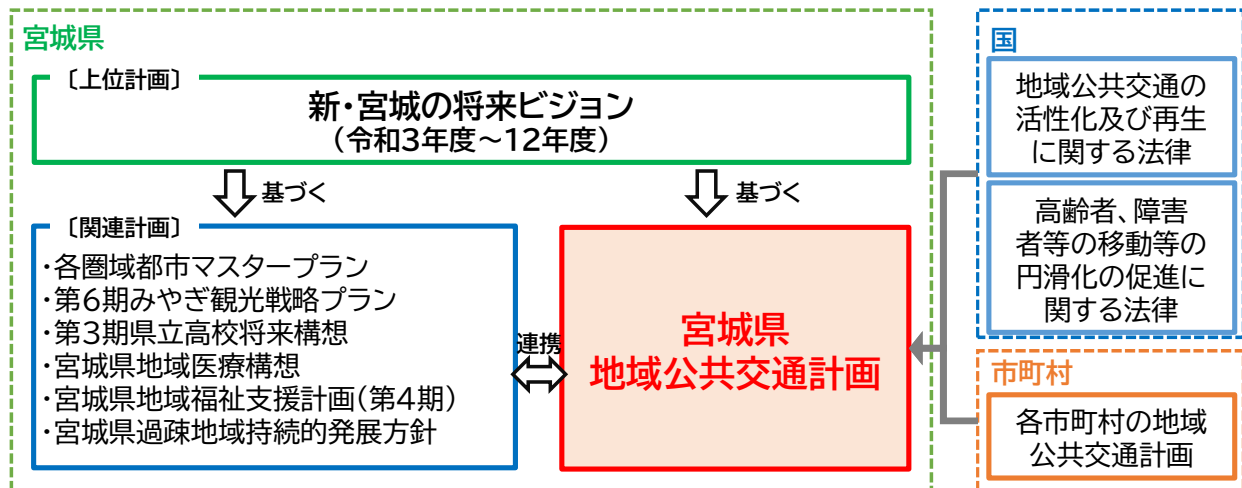 宮城県
〔上位計画〕
新・宮城の将来ビジョン
(令和3年度~12年度)
基づく
基づく
〔関連計画〕
・各圏域都市マスタープラン
・第6期みやぎ観光戦略プラン
・第3期県立高校将来構想
・宮城県地域医療構想
・宮城県地域福祉支援計画(第4期)
・宮城県過疎地域持続的発展方針
連携
宮城県
地域公共交通計画
国
地域公共交通の
活性化及び再生
に関する法律
高齢者、障害
者等の移動等の
円滑化の促進に
関する法律
市町村
各市町村の地域
公共交通計画